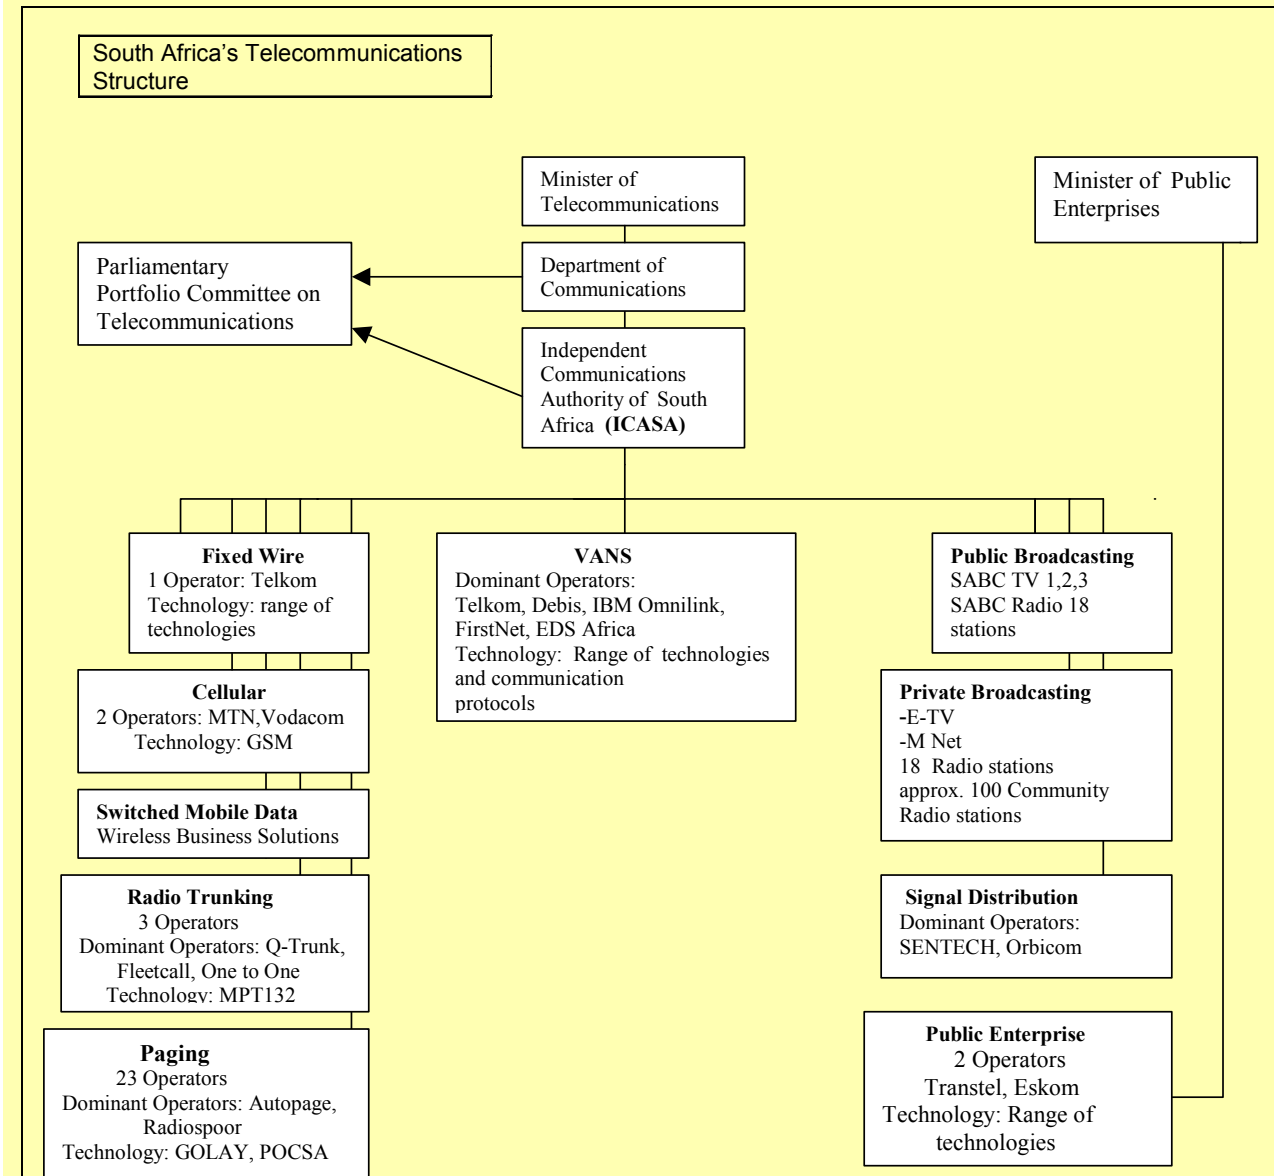 South Africa's Telecommunications
Structure
Minister of
Telecommunications
Minister of Public
Enterprises
Parliamentary
Portfolio Committee on
Telecommunications
Department of
Communications
Independent
Communications
Authority of South
Africa (ICASA)
Fixed Wire
1 Operator: Telkom
Technology: range of
technologies
VANS
Dominant Operators:
Telkom, Debis, IBM Omnilink,
FirstNet, EDS Africa
Technology: Range of technologies
and communication
protocols
Public Broadcasting
SABC TV 1,2,3
SABC Radio 18
stations
Cellular
2 Operators: MTN,Vodacom
Technology: GSM
Private Broadcasting
-E-TV
-M Net
18 Radio stations
approx. 100 Community
Radio stations
Switched Mobile Data
Wireless Business Solutions
Radio Trunking
3 Operators
Dominant Operators: Q-Trunk,
Fleetcall, One to One
Technology: MPT132
Signal Distribution
Dominant Operators:
SENTECH, Orbicom
Paging
23 Operators
Dominant Operators: Autopage,
Radiospoor
Technology: GOLAY, POCSA
Public Enterprise
2 Operators
Transtel, Eskom
Technology: Range of
technologies